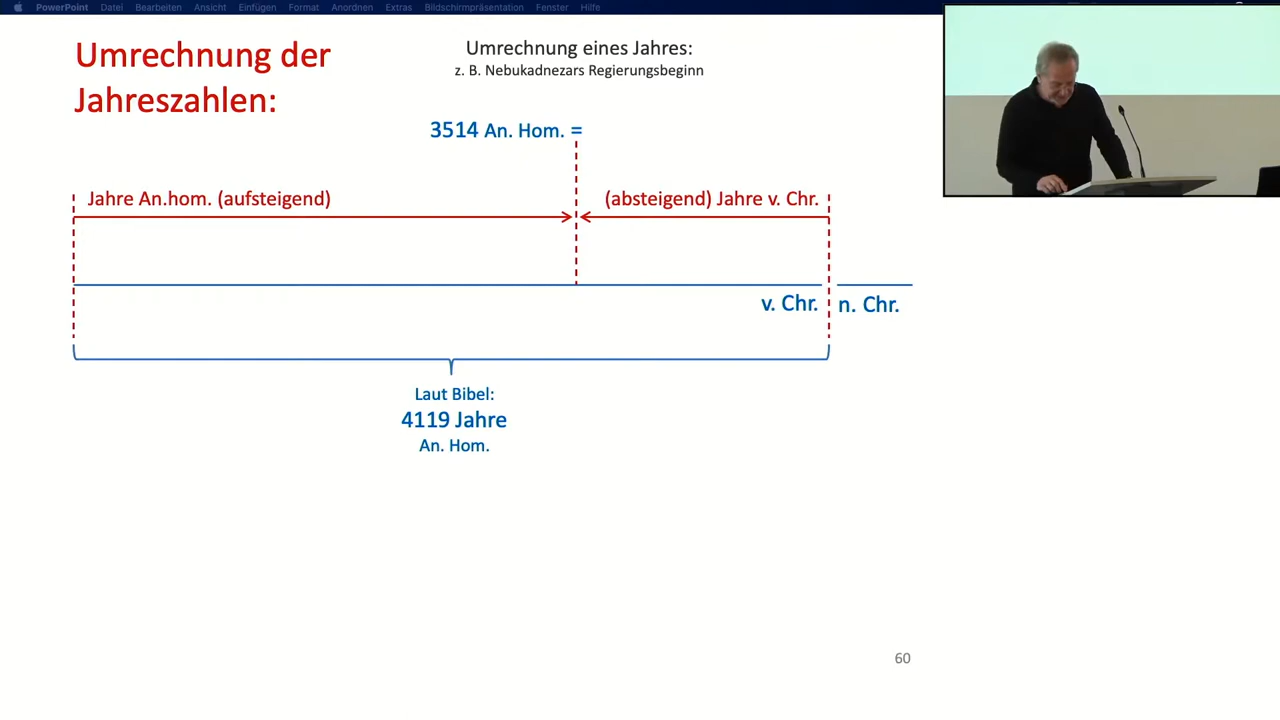 PowerPoint Datei Bearbeiten Ansicht Einfügen Format Anordnen Extras Bildschirmpräsentation Fenster Hilfe
Umrechnung der
Jahreszahlen:
Umrechnung eines Jahres:
z. B. Nebukadnezars Regierungsbeginn
3514 An. Hom. =
Jahre An.hom. (aufsteigend)
(absteigend) Jahre v. Chr.
v. Chr.
n. Chr.
Laut Bibel:
4119 Jahre
An. Hom.
60